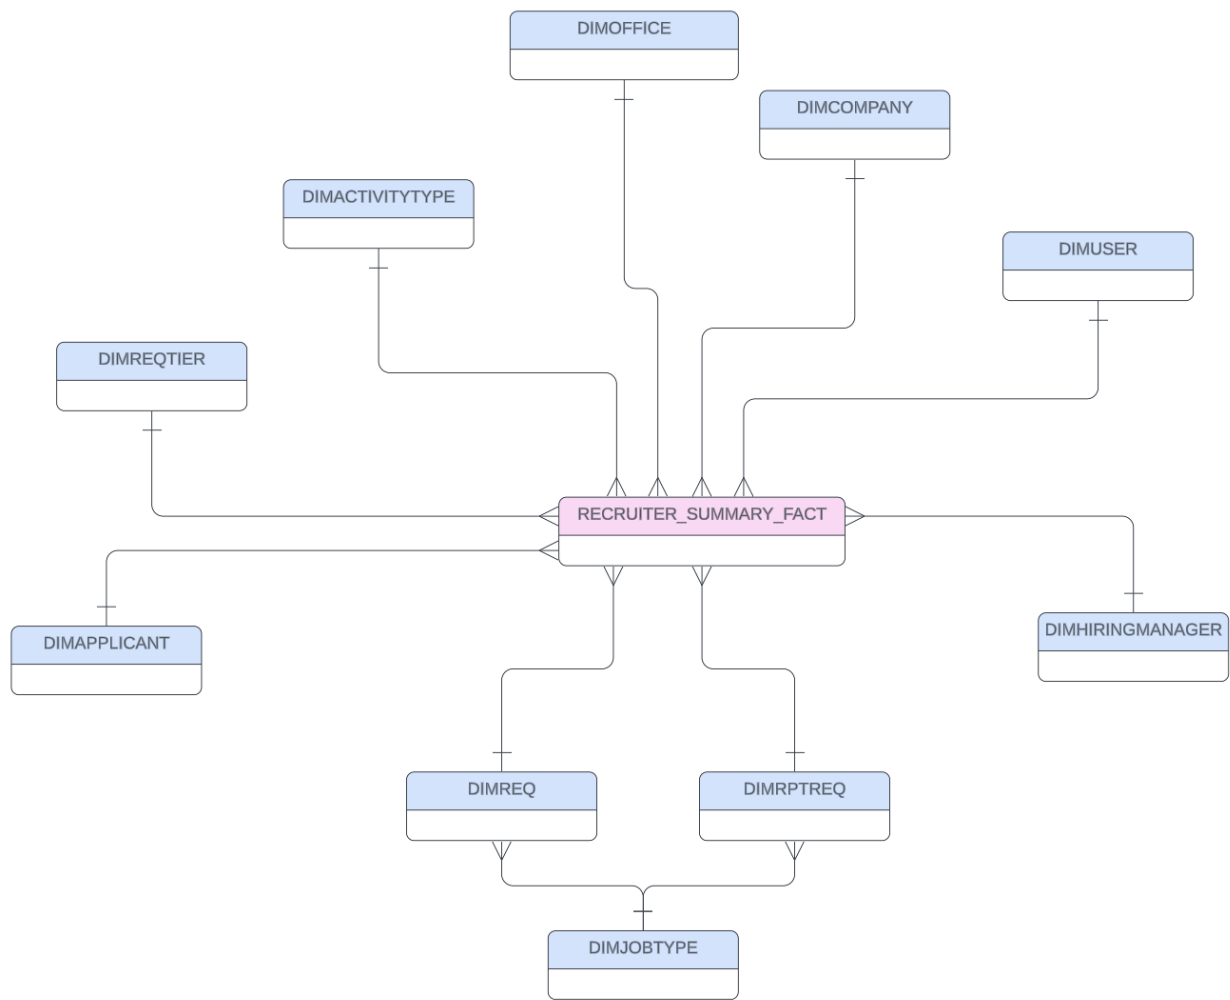 DIMOFFICE
DIMCOMPANY
DIMACTIVITYTYPE
DIMUSER
DIMREQTIER
RECRUITER_SUMMARY_FACT
DIMAPPLICANT
DIMHIRINGMANAGER
DIMREQ
DIMRPTREQ
DIMJOBTYPE